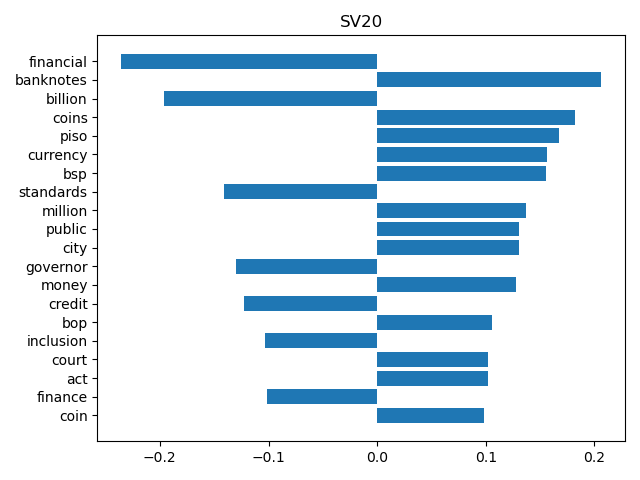 SV20
financial
banknotes
billion
coins
piso
currency
bsp
standards
million
public
city
governor
money
credit
bop
inclusion
court
act
finance
coin
−0.2 −0.1 0.0 0.1 0.2